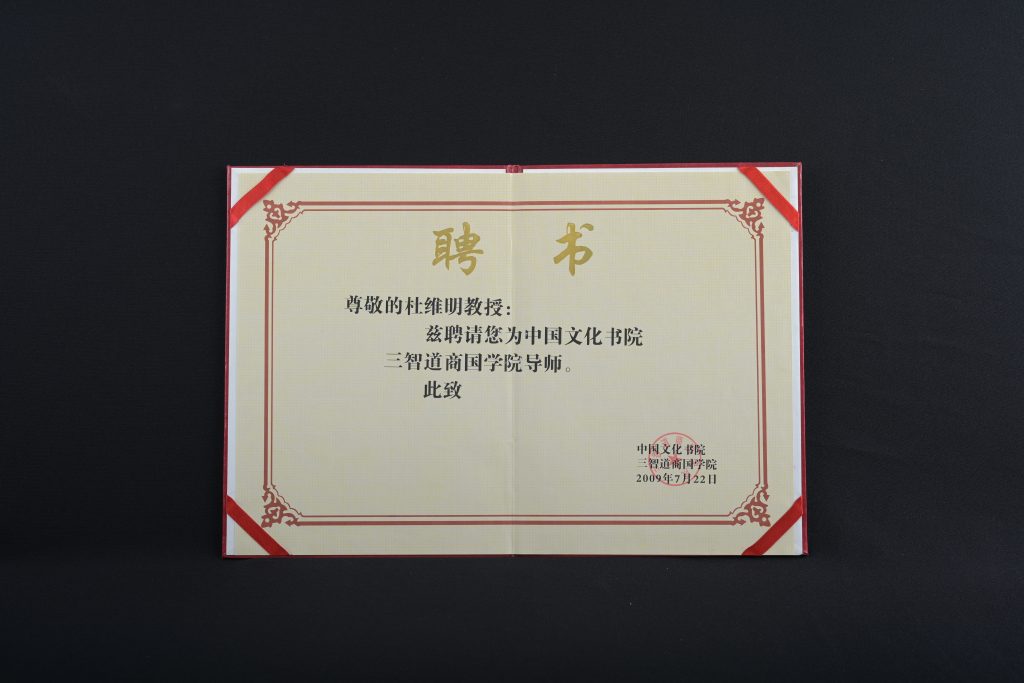 聘 书
尊敬的杜维明教授：
兹聘请您为中国文化书院
三智道商国学院导师。
此致
中国文化书院
三智道商国学院
2009年7月22日